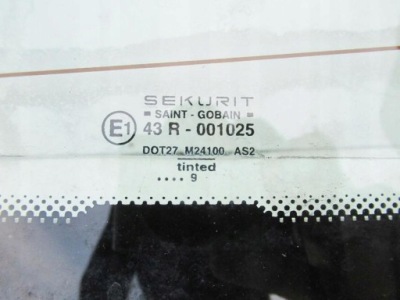 SEKURIT
= SAINT - GOBAIN =
E1 43 R - 001025
DOT27 M24100 AS2
tinted
.... 9